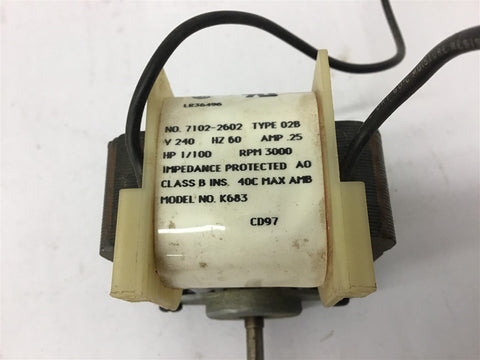 LR36496
NO. 7102-2602 TYPE 02B
V 240 HZ 60 AMP .25
HP 1/100 RPM 3000
IMPEDANCE PROTECTED AO
CLASS B INS. 40C MAX AMB
MODEL NO. K683
CD97